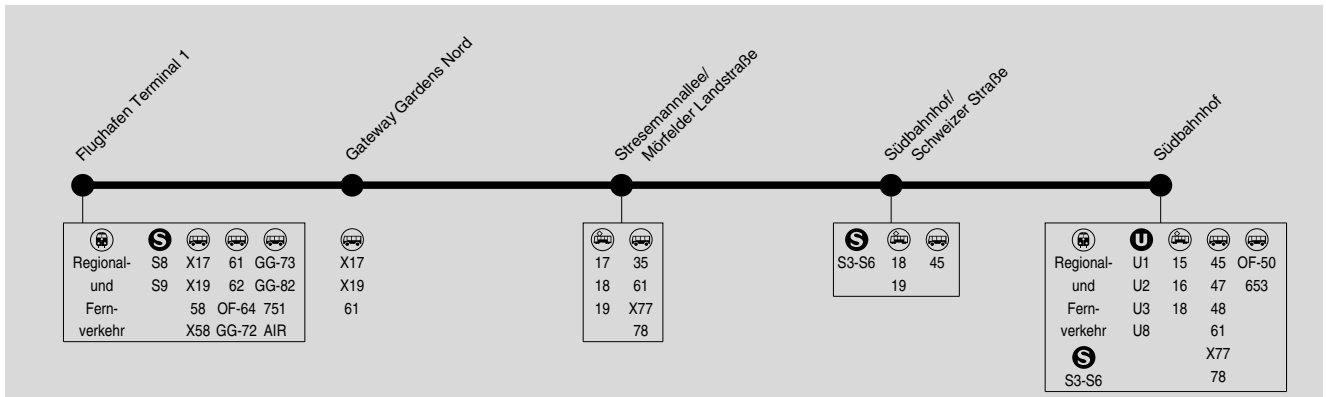 Flughafen Terminal 1
Gateway Gardens Nord
Stresemannallee/
Mörfelder Landstraße
Südbahnhof/
Schweizer Straße
Südbahnhof
S
Regional- S8 X17 61 GG-73
und S9 X19 62 GG-82
Fern- 58 OF-64 751
verkehr X58 GG-72 AIR
X17
X19
61
17 35
18 61
19 X77
78
S
S3-S6 18 45
19
U
Regional- U1 15 45 OF-50
und U2 16 47 653
Fern- U3 18 48
verkehr U8 61
S X77
S3-S6 78